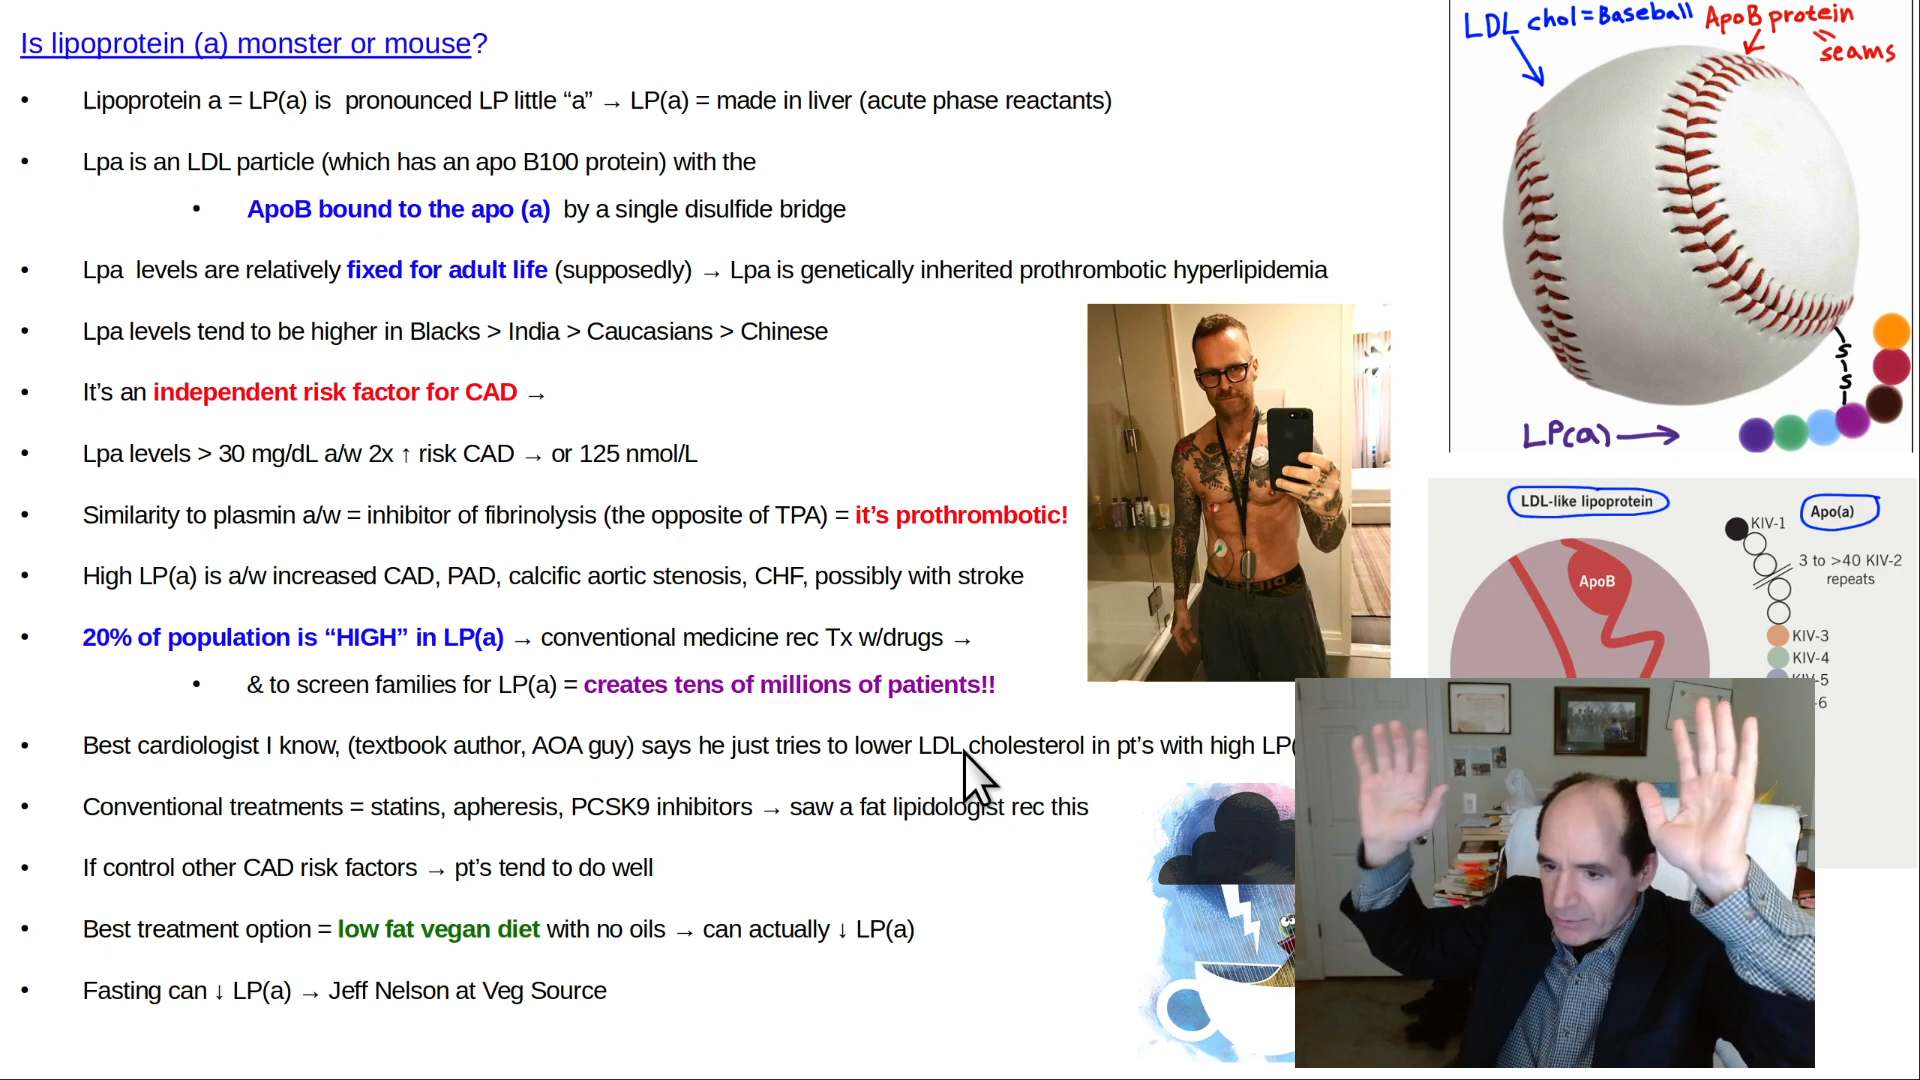 Is lipoprotein (a) monster or mouse?
• Lipoprotein a = LP(a) is pronounced LP little “a” → LP(a) = made in liver (acute phase reactants)
• Lpa is an LDL particle (which has an apo B100 protein) with the
• ApoB bound to the apo (a) by a single disulfide bridge
• Lpa levels are relatively fixed for adult life (supposedly) → Lpa is genetically inherited prothrombotic hyperlipidemia
• Lpa levels tend to be higher in Blacks > India > Caucasians > Chinese
• It’s an independent risk factor for CAD →
• Lpa levels > 30 mg/dL a/w 2x ↑ risk CAD → or 125 nmol/L
• Similarity to plasmin a/w = inhibitor of fibrinolysis (the opposite of TPA) = it’s prothrombotic!
• High LP(a) is a/w increased CAD, PAD, calcific aortic stenosis, CHF, possibly with stroke
• 20% of population is “HIGH” in LP(a) → conventional medicine rec Tx w/drugs →
• & to screen families for LP(a) = creates tens of millions of patients!!
• Best cardiologist I know, (textbook author, AOA guy) says he just tries to lower LDL cholesterol in pt’s with high LP(
• Conventional treatments = statins, apheresis, PCSK9 inhibitors → saw a fat lipidologist rec this
• If control other CAD risk factors → pt’s tend to do well
• Best treatment option = low fat vegan diet with no oils → can actually ↓ LP(a)
• Fasting can ↓ LP(a) → Jeff Nelson at Veg Source
LDL chol = Baseball
ApoB protein
=
seams
S
S
LP(a) →
LDL-like lipoprotein
Apo(a)
KIV-1
3 to >40 KIV-2
repeats
ApoB
KIV-3
KIV-4
KIV-5
-6